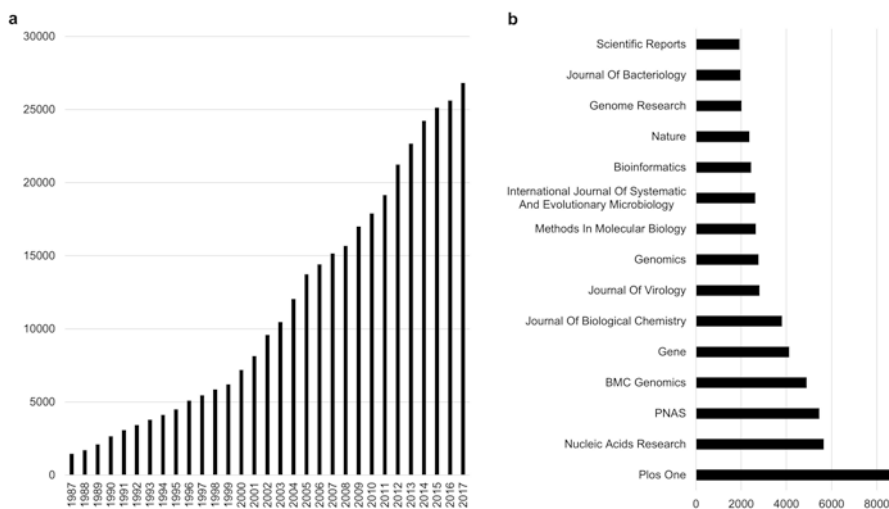 a
30000
25000
20000
15000
10000
5000
0
1987
1988
1989
1990
1991
1992
1993
1994
1995
1996
1997
1998
1999
2000
2001
2002
2003
2004
2005
2006
2007
2008
2009
2010
2011
2012
2013
2014
2015
2016
2017
b
Scientific Reports
Journal Of Bacteriology
Genome Research
Nature
Bioinformatics
International Journal Of Systematic
And Evolutionary Microbiology
Methods In Molecular Biology
Genomics
Journal Of Virology
Journal Of Biological Chemistry
Gene
BMC Genomics
PNAS
Nucleic Acids Research
Plos One
0 2000 4000 6000 8000